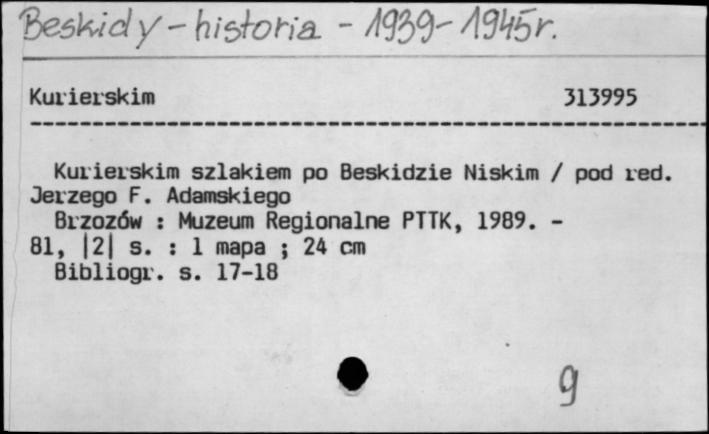 Beskidy - historia - 1939-1945r.
Kurierskim 313995
Kurierskim szlakiem po Beskidzie Niskim / pod red.
Jerzego F. Adamskiego
Brzozów : Muzeum Regionalne PTTK, 1989. -
81, |2| s. : 1 mapa ; 24 cm
Bibliogr. s. 17-18
9